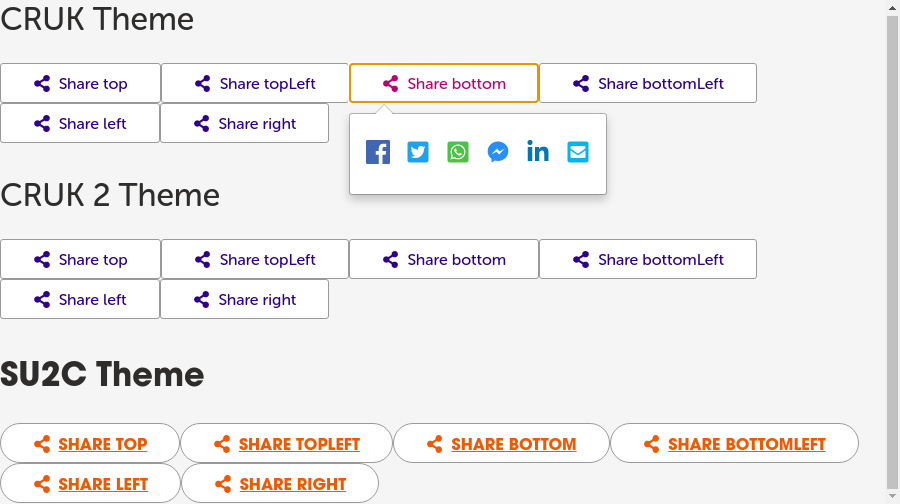 CRUK Theme
Share top Share topLeft Share bottom Share bottomLeft
Share left Share right
CRUK 2 Theme
Share top Share topLeft Share bottom Share bottomLeft
Share left Share right
SU2C Theme
SHARE TOP SHARE TOPLEFT SHARE BOTTOM SHARE BOTTOMLEFT
SHARE LEFT SHARE RIGHT